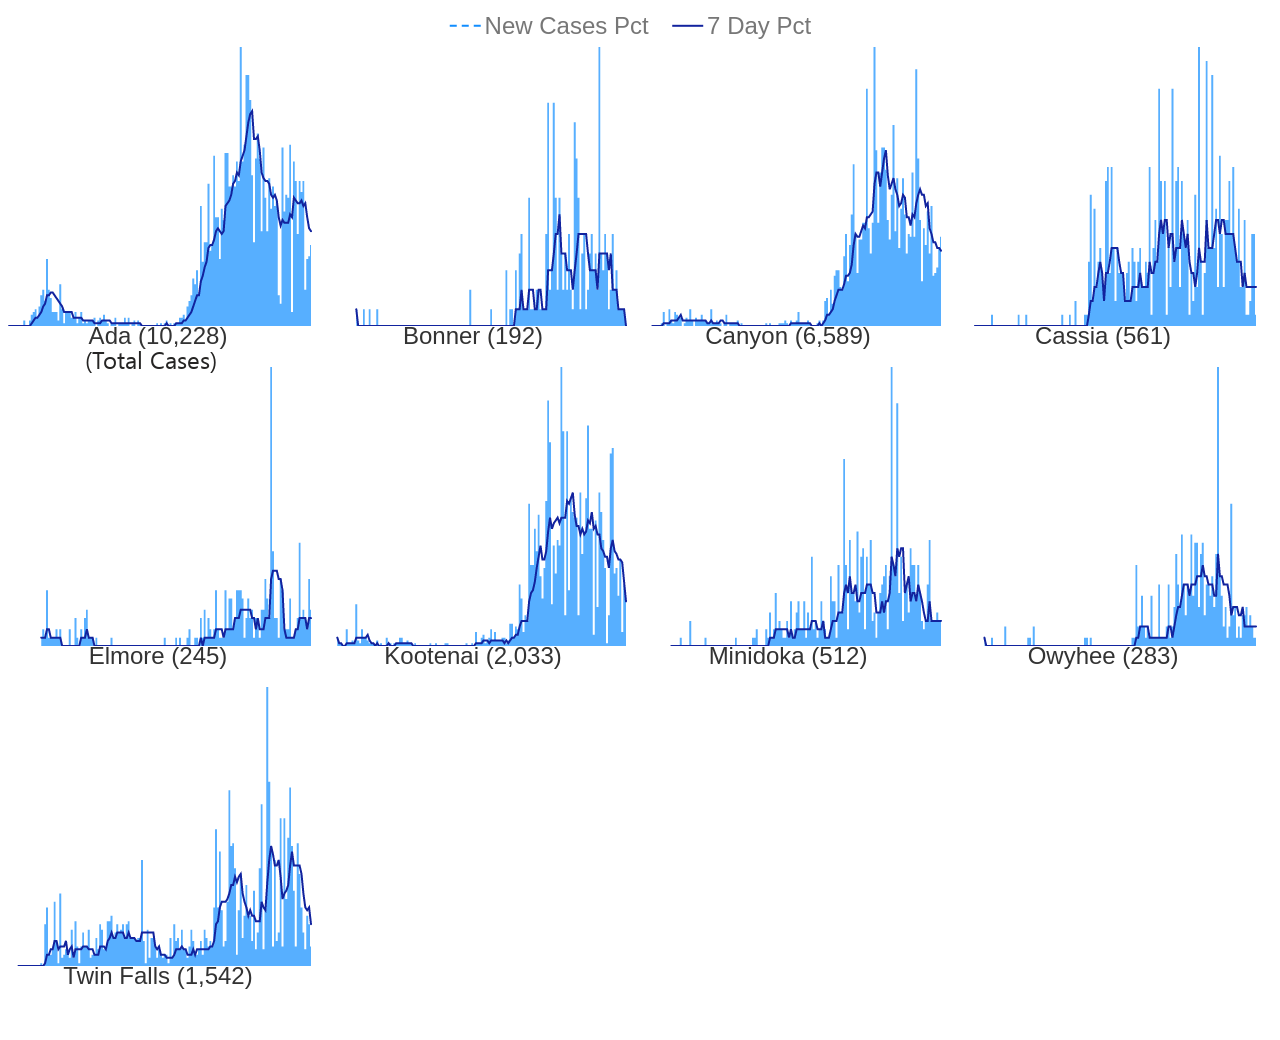 New Cases Pct 7 Day Pct
Ada (10,228) Bonner (192) Canyon (6,589) Cassia (561)
(Total Cases)
Elmore (245) Kootenai (2,033) Minidoka (512) Owyhee (283)
Twin Falls (1,542)